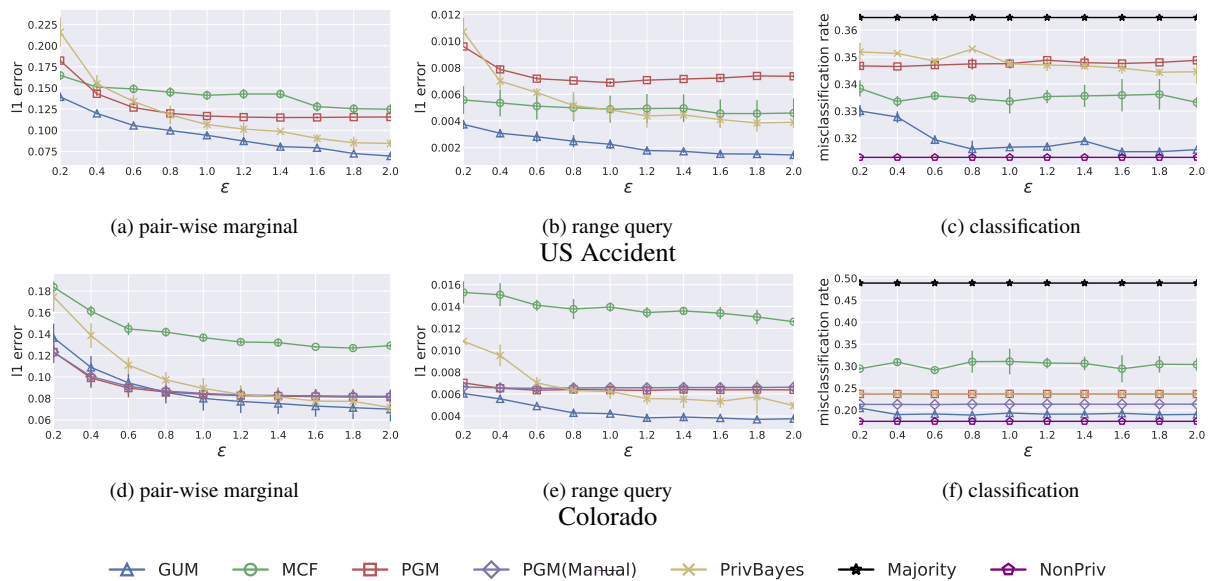 0.225
0.200
0.175
0.150
0.125
0.100
0.075
l1 error
0.2 0.4 0.6 0.8 1.0 1.2 1.4 1.6 1.8 2.0
ε
(a) pair-wise marginal
0.012
0.010
0.008
0.006
0.004
0.002
l1 error
0.2 0.4 0.6 0.8 1.0 1.2 1.4 1.6 1.8 2.0
ε
(b) range query
0.36
0.35
0.34
0.33
0.32
misclassification rate
0.2 0.4 0.6 0.8 1.0 1.2 1.4 1.6 1.8 2.0
ε
(c) classification
US Accident
0.18
0.16
0.14
0.12
0.10
0.08
0.06
l1 error
0.2 0.4 0.6 0.8 1.0 1.2 1.4 1.6 1.8 2.0
ε
(d) pair-wise marginal
0.016
0.014
0.012
0.010
0.008
0.006
0.004
l1 error
0.2 0.4 0.6 0.8 1.0 1.2 1.4 1.6 1.8 2.0
ε
(e) range query
0.50
0.45
0.40
0.35
0.30
0.25
0.20
misclassification rate
0.2 0.4 0.6 0.8 1.0 1.2 1.4 1.6 1.8 2.0
ε
(f) classification
Colorado
GUM MCF PGM PGM(Manual) PrivBayes Majority NonPriv